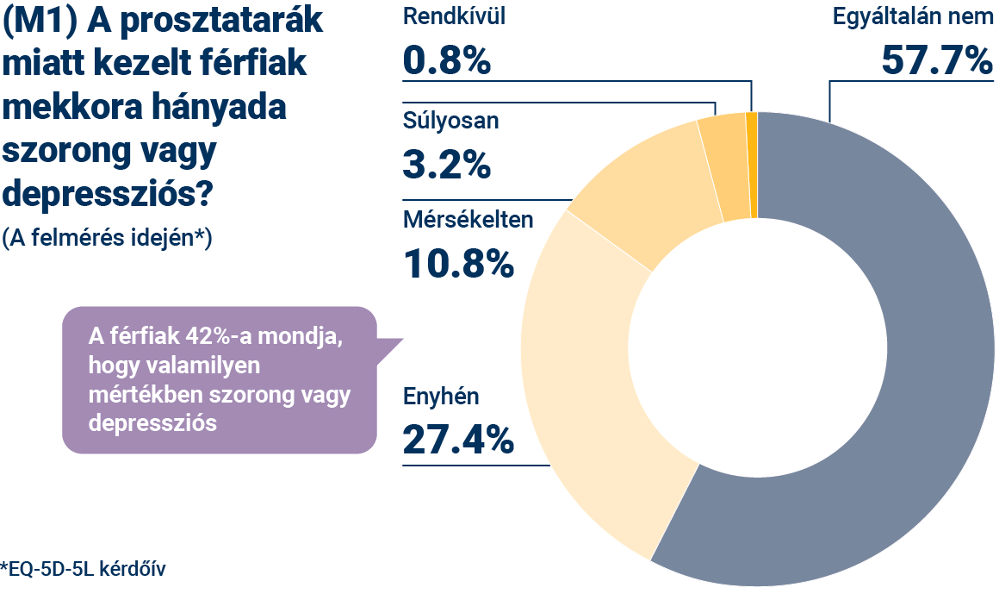 (M1) A prosztatarák
miatt kezelt férfiak
mekkora hányada
szorong vagy
depressziós?
(A felmérés idején*)
Rendkívül
0.8%
Egyáltalán nem
57.7%
Súlyosan
3.2%
Mérsékelten
10.8%
A férfiak 42%-a mondja,
hogy valamilyen
mértékben szorong vagy
depressziós
Enyhén
27.4%
*EQ-5D-5L kérdőív